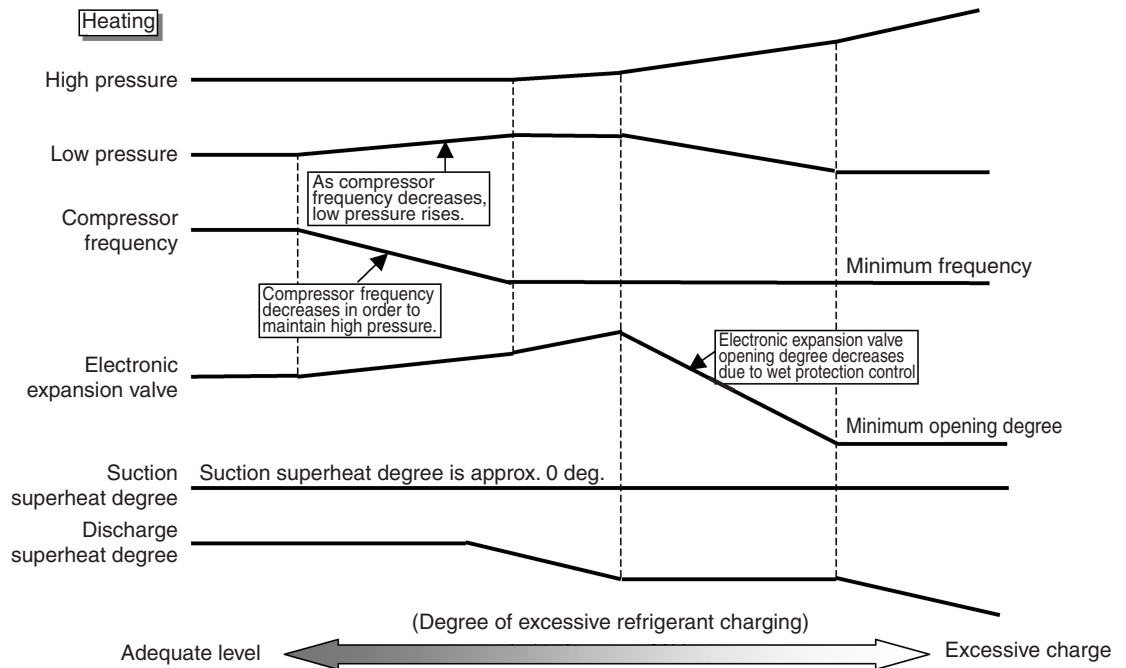 Heating
High pressure
Low pressure
As compressor
frequency decreases,
low pressure rises.
Compressor
frequency
Minimum frequency
Compressor frequency
decreases in order to
maintain high pressure.
Electronic
expansion valve
Electronic expansion valve
opening degree decreases
due to wet protection control
Minimum opening degree
Suction
superheat degree
Suction superheat degree is approx. 0 deg.
Discharge
superheat degree
(Degree of excessive refrigerant charging)
Adequate level
Excessive charge